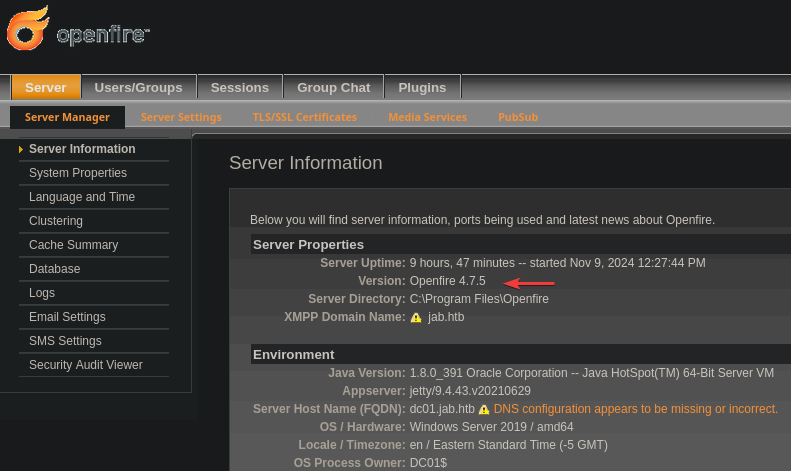 openfire™
Server Users/Groups Sessions Group Chat Plugins
Server Manager Server Settings TLS/SSL Certificates Media Services PubSub
Server Information
System Properties
Language and Time
Clustering
Cache Summary
Database
Logs
Email Settings
SMS Settings
Security Audit Viewer
Server Information
Below you will find server information, ports being used and latest news about Openfire.
Server Properties
Server Uptime: 9 hours, 47 minutes -- started Nov 9, 2024 12:27:44 PM
Version: Openfire 4.7.5
Server Directory: C:\Program Files\Openfire
XMPP Domain Name: jab.htb
Environment
Java Version: 1.8.0_391 Oracle Corporation -- Java HotSpot(TM) 64-Bit Server VM
Appserver: jetty/9.4.43.v20210629
Server Host Name (FQDN): dc01.jab.htb DNS configuration appears to be missing or incorrect.
OS / Hardware: Windows Server 2019 / amd64
Locale / Timezone: en / Eastern Standard Time (-5 GMT)
OS Process Owner: DC01$